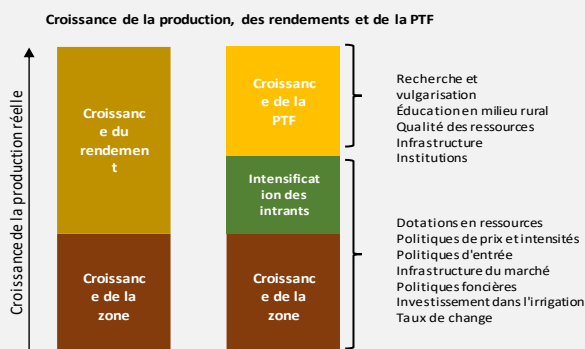 Croissance de la production, des rendements et de la PTF
Croissance de la production réelle
Croissanc
e du
rendemen
t
Croissanc
e de la
zone
Croissanc
e de la
PTF
Intensificat
ion des
intrants
Croissanc
e de la
zone
Recherche et
vulgarisation
Éducation en milieu rural
Qualité des ressources
Infrastructure
Institutions
Dotations en ressources
Politiques de prix et intensités
Politiques d'entrée
Infrastructure du marché
Politiques foncières
Investissement dans l'irrigation
Taux de change